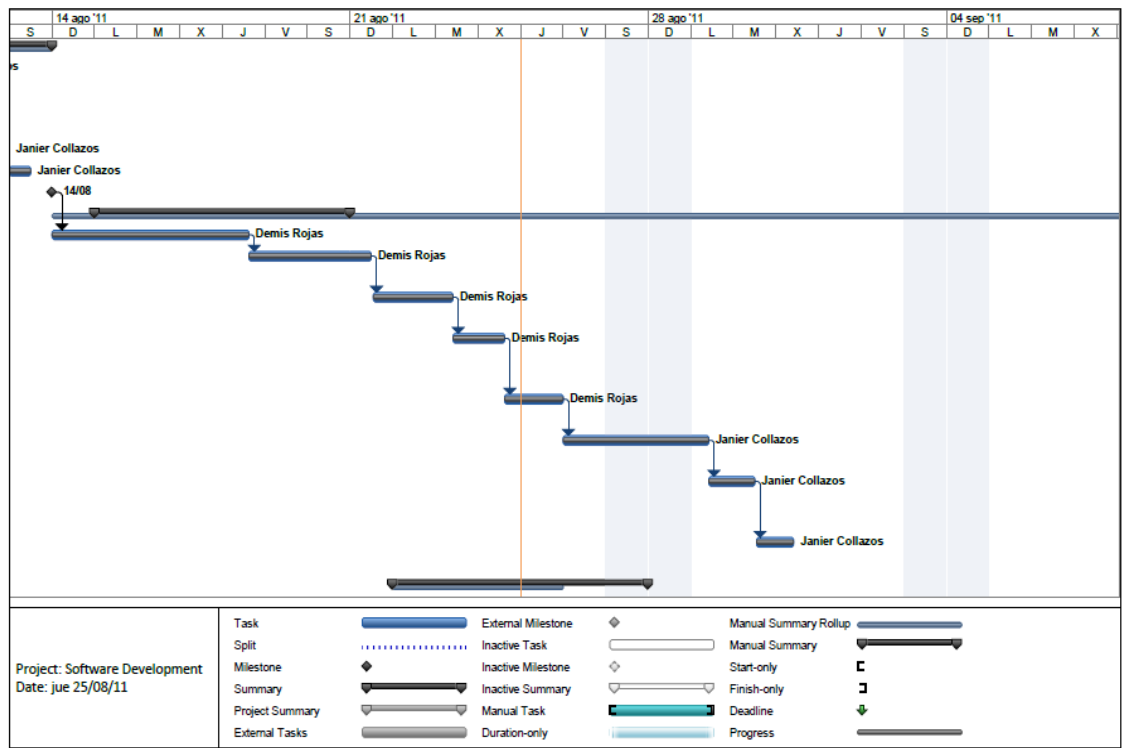 14 ago '11 21 ago '11 28 ago '11 04 sep '11
S D L M X J V S D L M X J V S D L M X J V S D L M X
Janier Collazos
Janier Collazos
14/08
Demis Rojas
Demis Rojas
Demis Rojas
Demis Rojas
Demis Rojas
Janier Collazos
Janier Collazos
Janier Collazos
Project: Software Development
Date: jue 25/08/11
Task
Split
Milestone
Summary
Project Summary
External Tasks
External Milestone
Inactive Task
Inactive Milestone
Inactive Summary
Manual Task
Duration-only
Manual Summary Rollup
Manual Summary
Start-only
Finish-only
Deadline
Progress